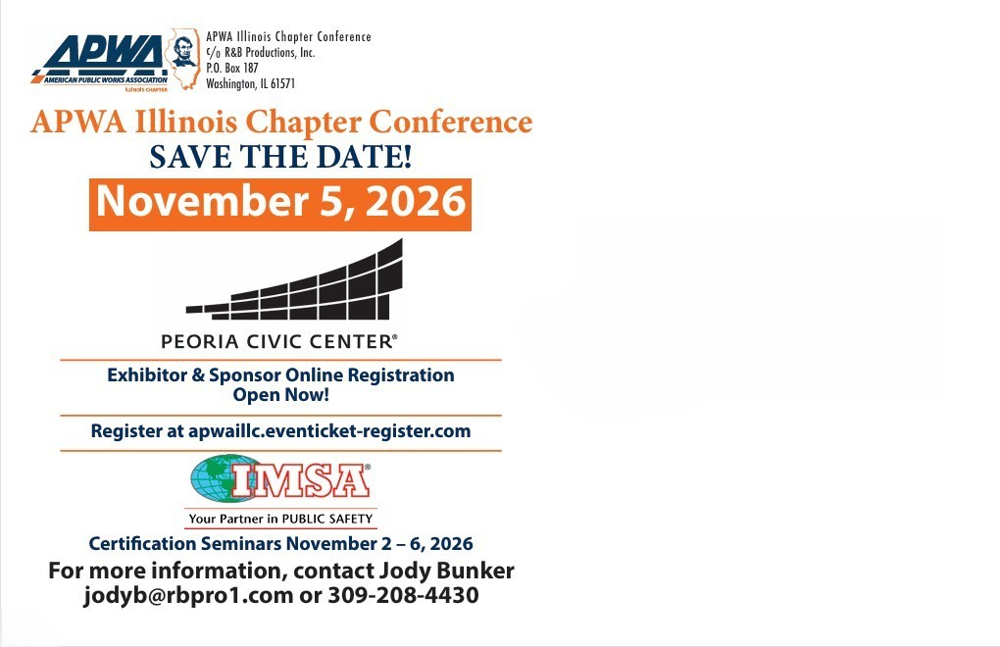 APWA
AMERICAN PUBLIC WORKS ASSOCIATION
ILLINOIS CHAPTER
APWA Illinois Chapter Conference
c/o R&B Productions, Inc.
P.O. Box 187
Washington, IL 61571
APWA Illinois Chapter Conference
SAVE THE DATE!
November 5, 2026
PEORIA CIVIC CENTER®
Exhibitor & Sponsor Online Registration
Open Now!
Register at apwaillc.eventicket-register.com
IMSA®
Your Partner in PUBLIC SAFETY
Certification Seminars November 2 – 6, 2026
For more information, contact Jody Bunker
jodyb@rbpro1.com or 309-208-4430